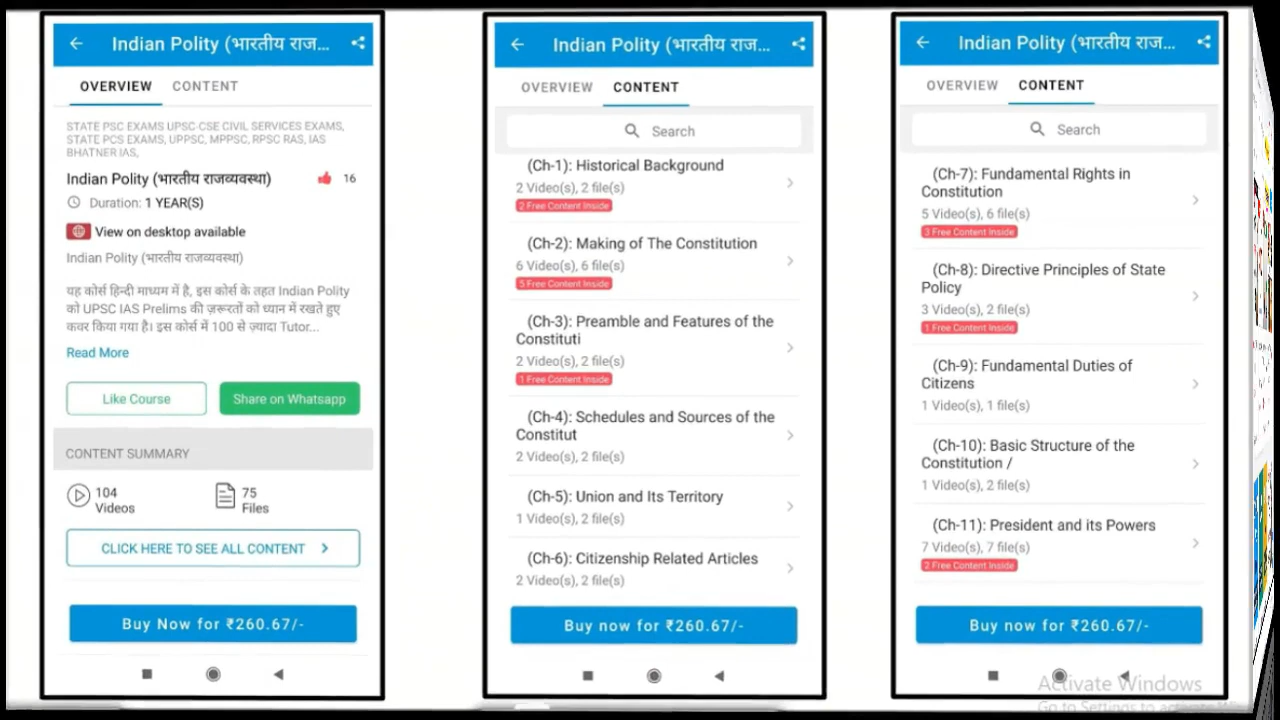 Indian Polity (भारतीय राज...
OVERVIEW CONTENT
STATE PSC EXAMS UPSC-CSE CIVIL SERVICES EXAMS,
STATE PCS EXAMS, UPPSC, MPPSC, RPSC RAS, IAS
BHATNER IAS,
Indian Polity (भारतीय राजव्यवस्था) 16
Duration: 1 YEAR(S)
View on desktop available
Indian Polity (भारतीय राजव्यवस्था)
यह कोर्स हिन्दी माध्यम में है, इस कोर्स के तहत Indian Polity
को UPSC IAS Prelims की ज़रूरतों को ध्यान में रखते हुए
कवर किया गया है। इस कोर्स में 100 से ज़्यादा Tutor...
Read More
Like Course Share on Whatsapp
CONTENT SUMMARY
104 Videos
75 Files
CLICK HERE TO SEE ALL CONTENT
Buy Now for ₹260.67/-
Indian Polity (भारतीय राज...
OVERVIEW CONTENT
Search
(Ch-1): Historical Background
2 Video(s), 2 file(s)
2 Free Content Inside
(Ch-2): Making of The Constitution
6 Video(s), 6 file(s)
5 Free Content Inside
(Ch-3): Preamble and Features of the
Constituti
2 Video(s), 2 file(s)
1 Free Content Inside
(Ch-4): Schedules and Sources of the
Constitut
2 Video(s), 2 file(s)
(Ch-5): Union and Its Territory
1 Video(s), 2 file(s)
(Ch-6): Citizenship Related Articles
2 Video(s), 2 file(s)
Buy now for ₹260.67/-
Indian Polity (भारतीय राज...
OVERVIEW CONTENT
Search
(Ch-7): Fundamental Rights in
Constitution
5 Video(s), 6 file(s)
3 Free Content Inside
(Ch-8): Directive Principles of State
Policy
3 Video(s), 2 file(s)
1 Free Content Inside
(Ch-9): Fundamental Duties of
Citizens
1 Video(s), 1 file(s)
(Ch-10): Basic Structure of the
Constitution /
1 Video(s), 2 file(s)
(Ch-11): President and its Powers
7 Video(s), 7 file(s)
2 Free Content Inside
Buy now for ₹260.67/-
Activate Windows
Go to Settings to